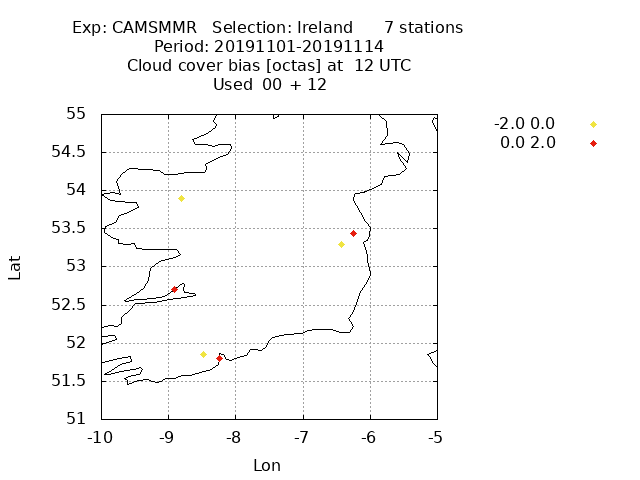 Exp: CAMSMMR   Selection: Ireland      7 stations
Period: 20191101-20191114
Cloud cover bias [octas] at  12 UTC
Used  00 + 12
-2.0 0.0
0.0 2.0
55
54.5
54
53.5
53
52.5
52
51.5
51
Lat
-10
-9
-8
-7
-6
-5
Lon